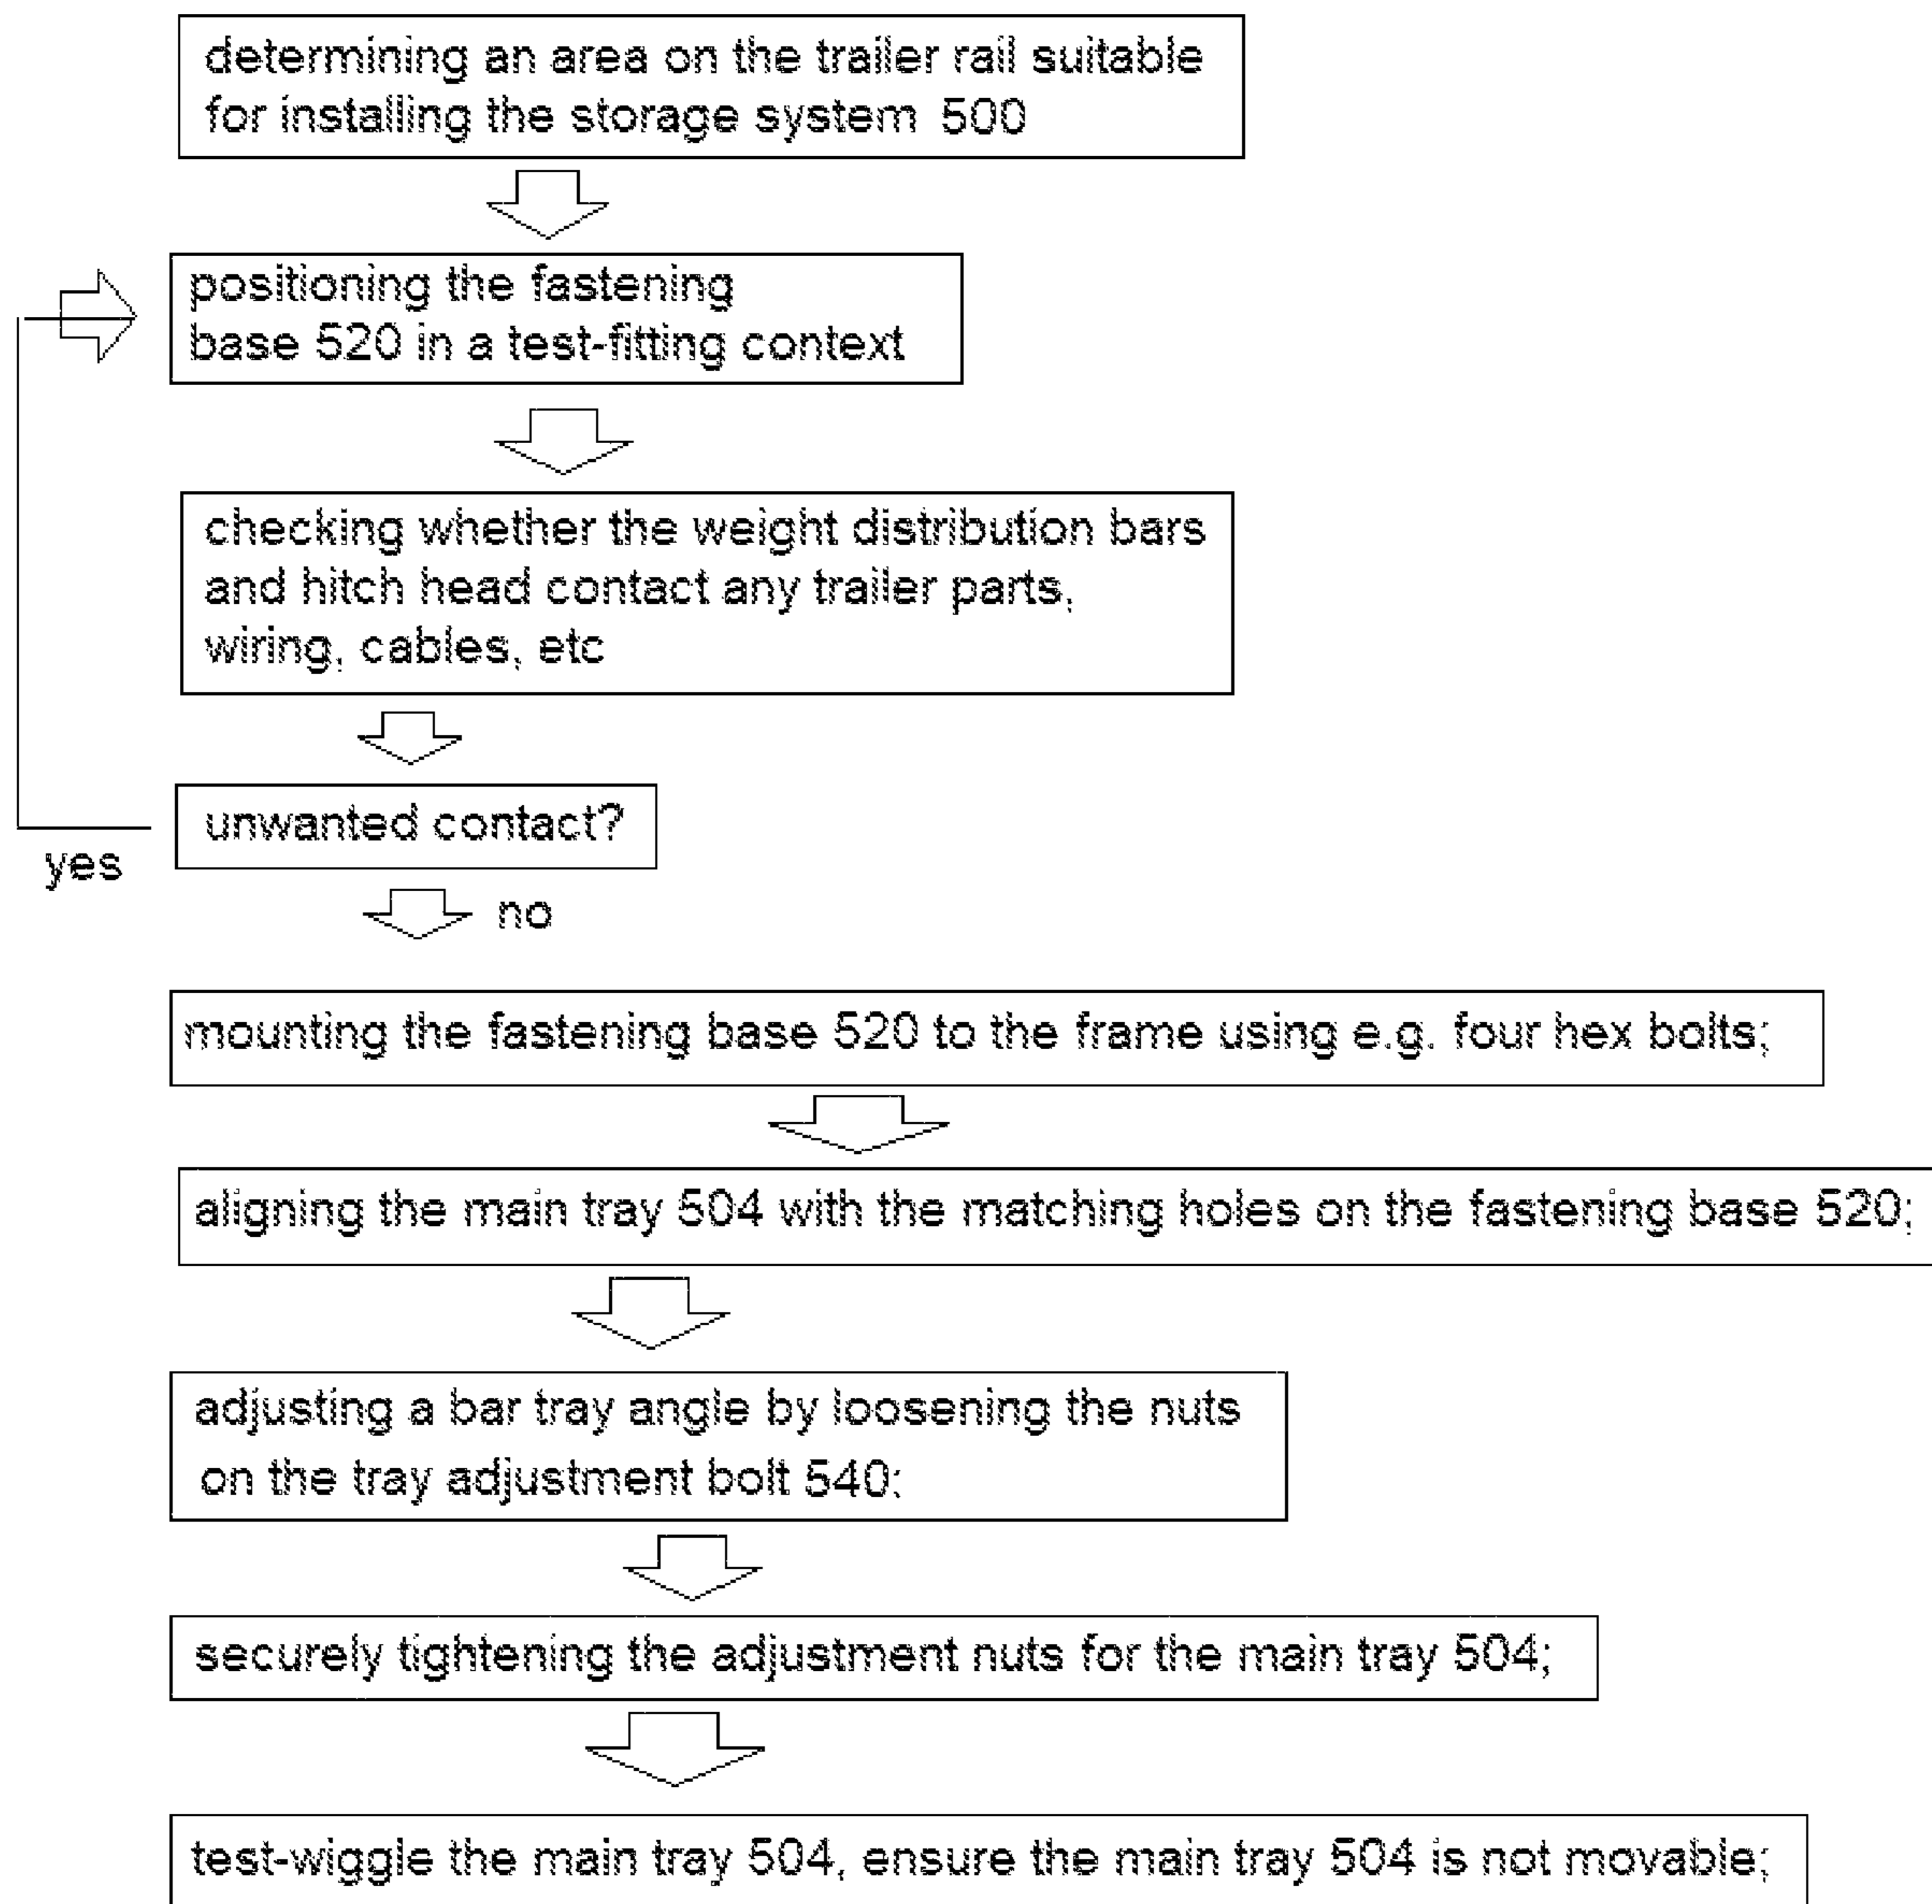 determining an area on the trailer rail suitable
for installing the storage system 500
positioning the fastening
base 520 in a test-fitting context
checking whether the weight distribution bars
and hitch head contact any trailer parts,
wiring, cables, etc
unwanted contact?
yes
no
mounting the fastening base 520 to the frame using e.g. four hex bolts;
aligning the main tray 504 with the matching holes on the fastening base 520;
adjusting a bar tray angle by loosening the nuts
on the tray adjustment bolt 540;
securely tightening the adjustment nuts for the main tray 504;
test-wiggle the main tray 504, ensure the main tray 504 is not movable;